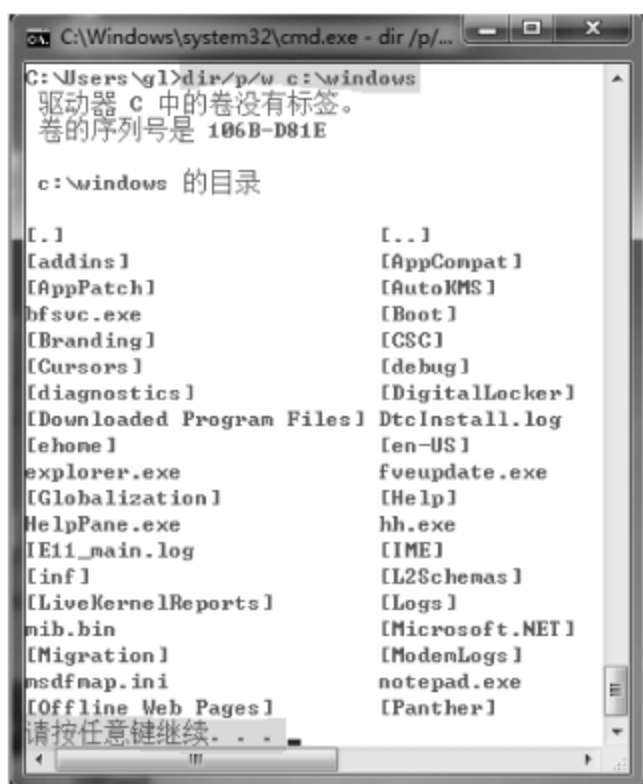 C:\Windows\system32\cmd.exe - dir /p/...
C:\Users\gl>dir/p/w c:\windows
驱动器 C 中的卷没有标签。
卷的序列号是 106B-D81E
c:\windows 的目录
[.] [..]
[addins] [AppCompat]
[AppPatch] [AutoKMS]
bfsvc.exe [Boot]
[Branding] [CSC]
[Cursors] [debug]
[diagnostics] [DigitalLocker]
[Downloaded Program Files] DtcInstall.log
[ehome] [en-US]
explorer.exe fveupdate.exe
[Globalization] [Help]
HelpPane.exe hh.exe
IE11_main.log [IME]
[inf] [L2Schemas]
[LiveKernelReports] [Logs]
mib.bin [Microsoft.NET]
[Migration] [ModemLogs]
msdfmap.ini notepad.exe
[Offline Web Pages] [Panther]
请按任意键继续. . .